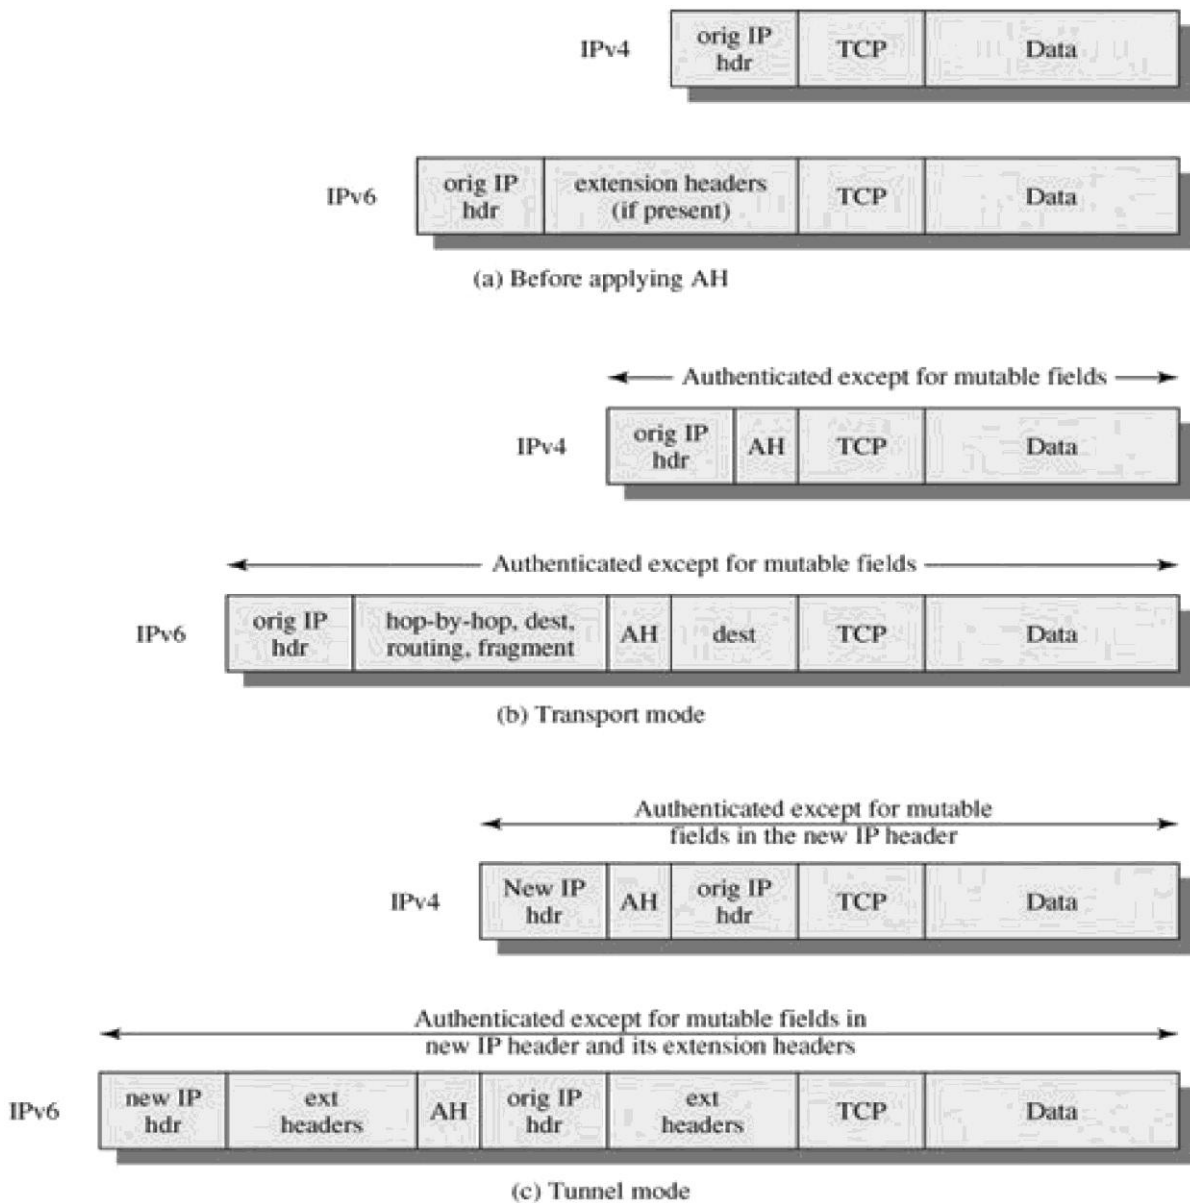 IPv4
orig IP
hdr
TCP
Data
IPv6
orig IP
hdr
extension headers
(if present)
TCP
Data
(a) Before applying AH
Authenticated except for mutable fields
IPv4
orig IP
hdr
AH
TCP
Data
Authenticated except for mutable fields
IPv6
orig IP
hdr
hop-by-hop, dest,
routing, fragment
AH
dest
TCP
Data
(b) Transport mode
Authenticated except for mutable
fields in the new IP header
IPv4
New IP
hdr
AH
orig IP
hdr
TCP
Data
Authenticated except for mutable fields in
new IP header and its extension headers
IPv6
new IP
hdr
ext
headers
AH
orig IP
hdr
ext
headers
TCP
Data
(c) Tunnel mode